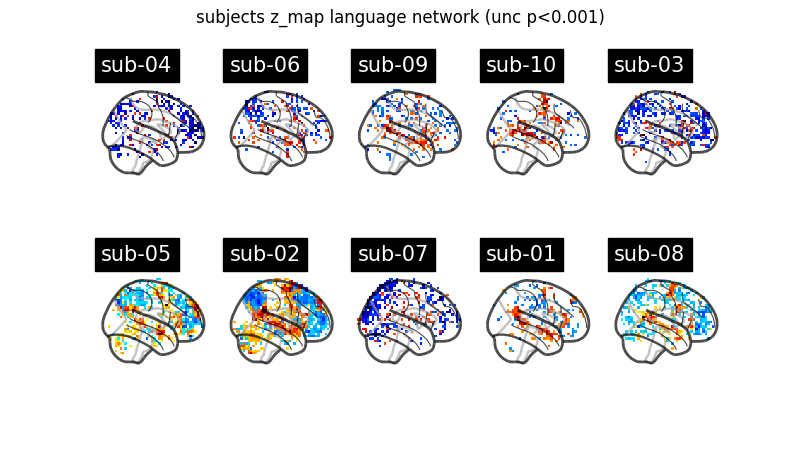 subjects z_map language network (unc p<0.001)
sub-04 sub-06 sub-09 sub-10 sub-03
sub-05 sub-02 sub-07 sub-01 sub-08